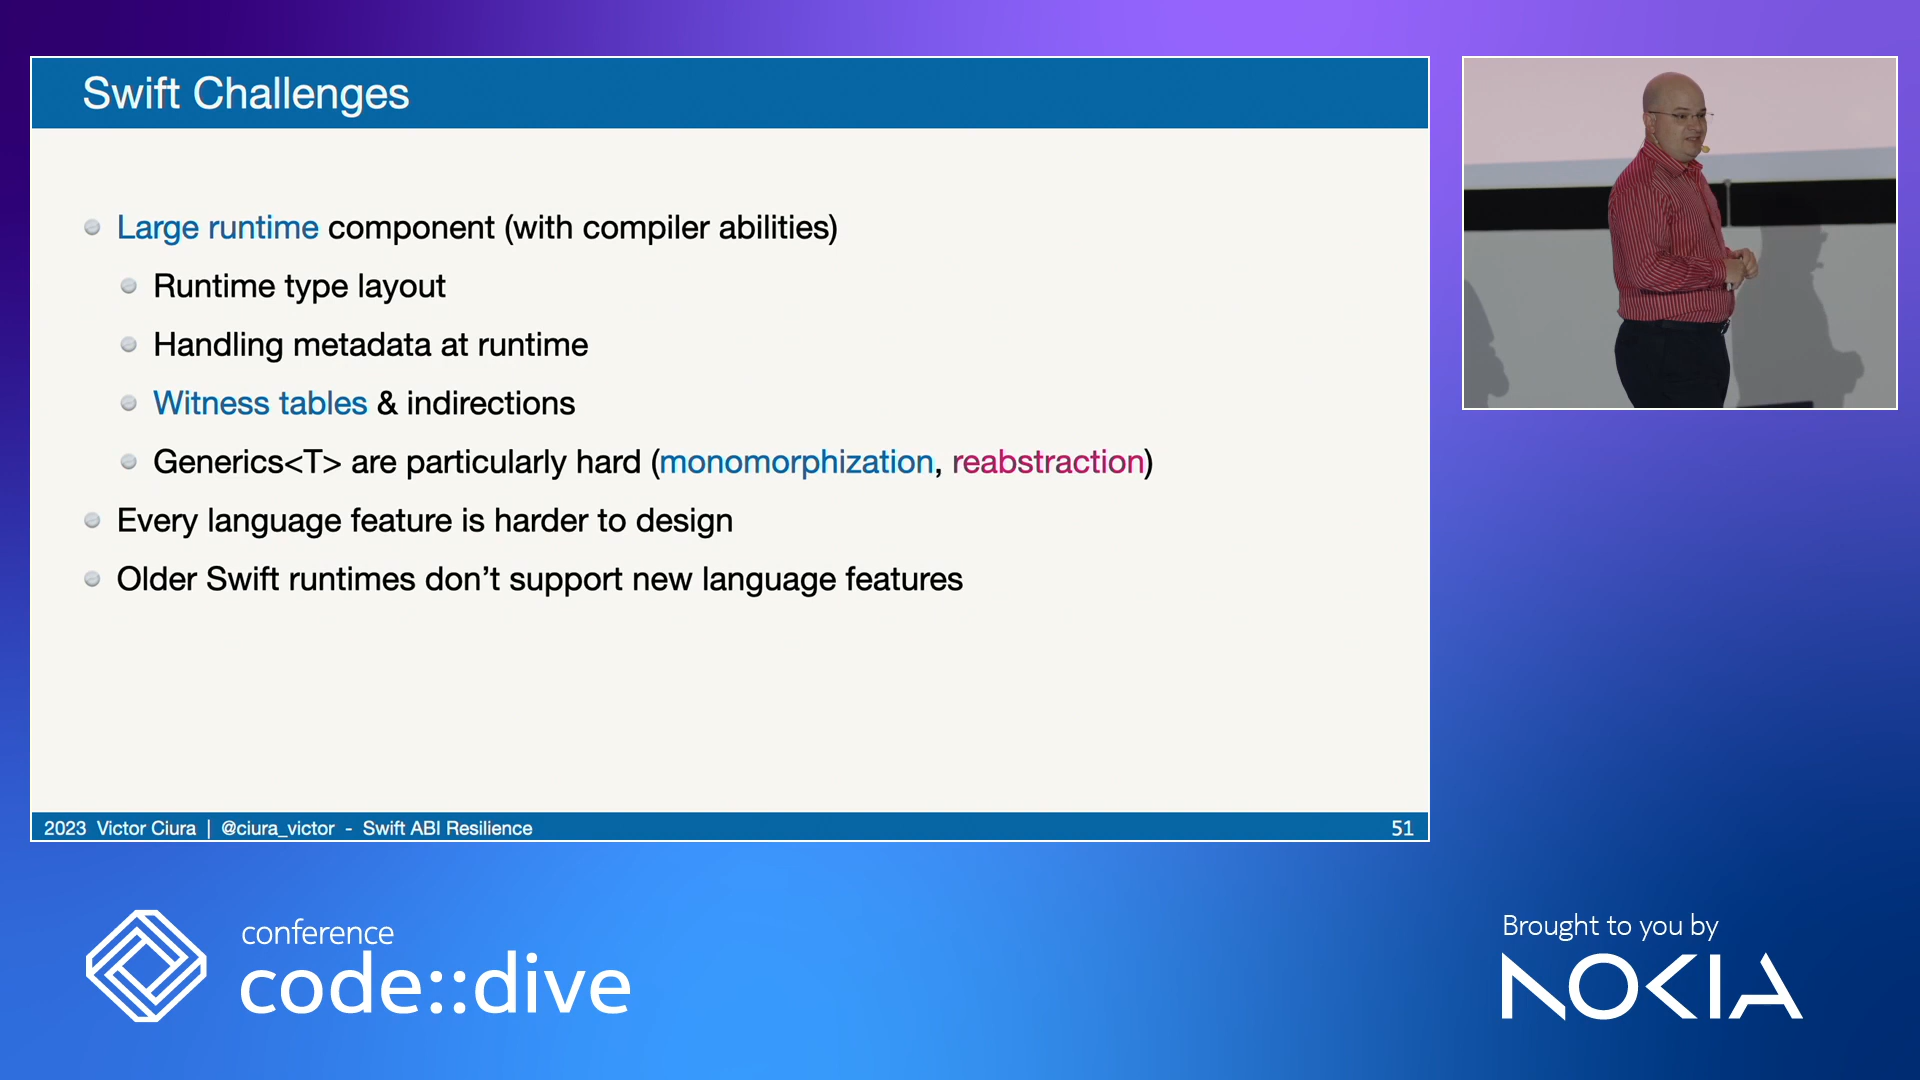 Swift Challenges
Large runtime component (with compiler abilities)
Runtime type layout
Handling metadata at runtime
Witness tables & indirections
Generics<T> are particularly hard (monomorphization, reabstraction)
Every language feature is harder to design
Older Swift runtimes don’t support new language features
2023 Victor Ciura | @ciura_victor - Swift ABI Resilience
51
conference
code::dive
Brought to you by
NOKIA